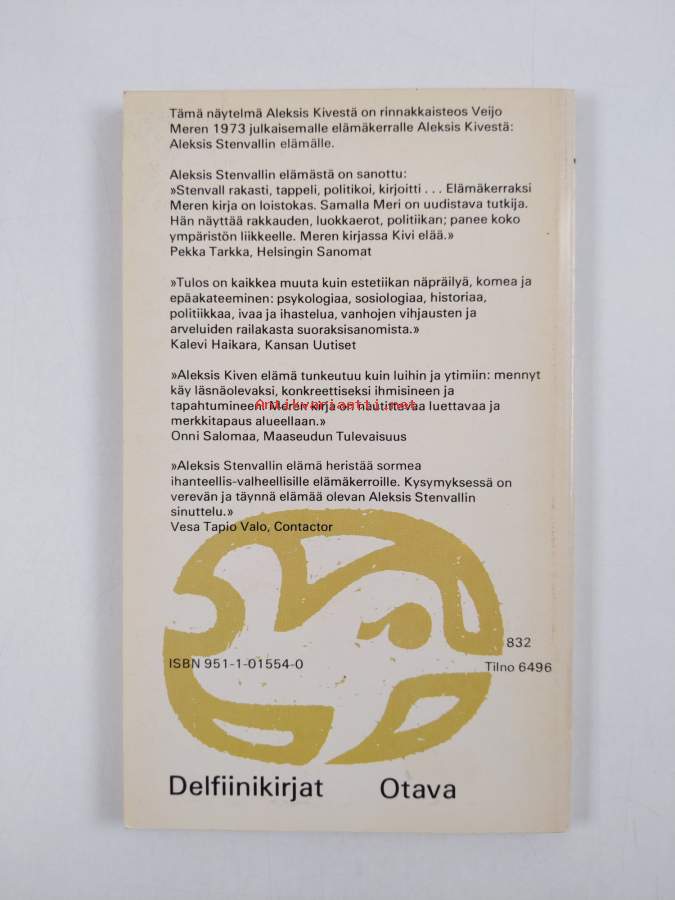 Tämä näytelmä Aleksis Kivestä on rinnakkaisteos Veijo
Meren 1973 julkaisemalle elämäkerralle Aleksis Kivestä:
Aleksis Stenvallin elämälle.
Aleksis Stenvallin elämästä on sanottu:
»Stenvall rakasti, tappeli, politikoi, kirjoitti . . . Elämäkerraksi
Meren kirja on loistokas. Samalla Meri on uudistava tutkija.
Hän näyttää rakkauden, luokkaerot, politiikan; panee koko
ympäristön liikkeelle. Meren kirjassa Kivi elää.»
Pekka Tarkka, Helsingin Sanomat
»Tulos on kaikkea muuta kuin estetiikan näpräilyä, komea ja
epäakateeminen: psykologiaa, sosiologiaa, historiaa,
politiikkaa, ivaa ja ihastelua, vanhojen vihjausten ja
arveluiden railakasta suoraksisanomista.»
Kalevi Haikara, Kansan Uutiset
»Aleksis Kiven elämä tunkeutuu kuin luihin ja ytimiin: mennyt
käy läsnäolevaksi, konkreettiseksi ihmisineen ja
tapahtumineen. Meren kirja on nautittavaa luettavaa ja
merkkitapaus alueellaan.»
Antikvariaatti.net
Onni Salomaa, Maaseudun Tulevaisuus
»Aleksis Stenvallin elämä heristää sormea
ihanteellis-valheellisille elämäkerroille. Kysymyksessä on
verevän ja täynnä elämää olevan Aleksis Stenvallin
sinuttelu.»
Vesa Tapio Valo, Contactor
832
ISBN 951-1-01554-0
Tilno 6496
Delfiinikirjat Otava